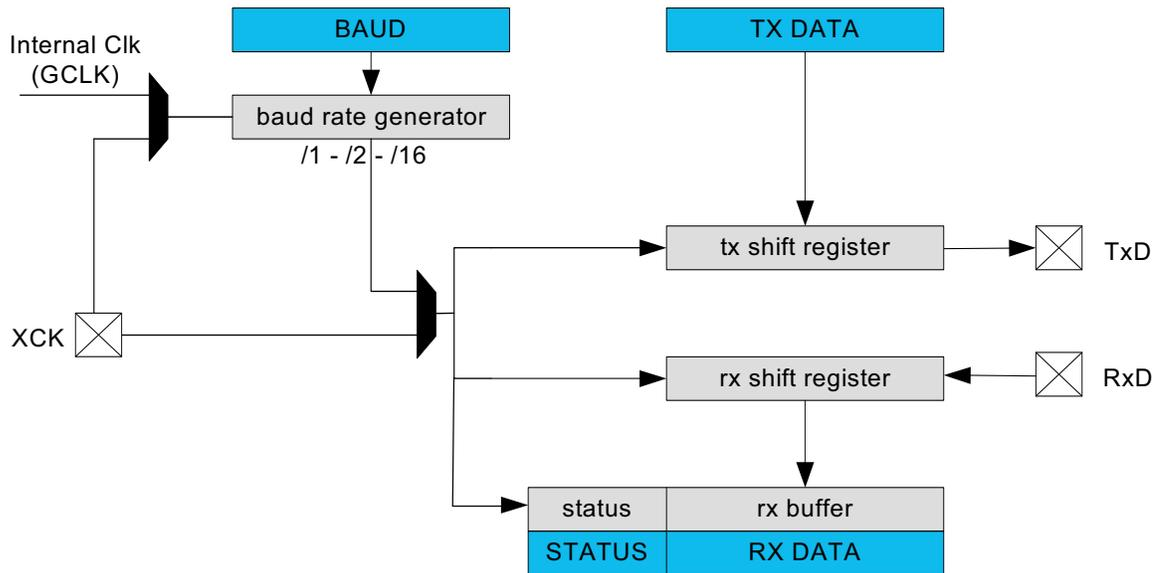 BAUD
TX DATA
Internal Clk
(GCLK)
baud rate generator
/1 - /2 - /16
tx shift register
TxD
XCK
rx shift register
RxD
status
rx buffer
STATUS
RX DATA